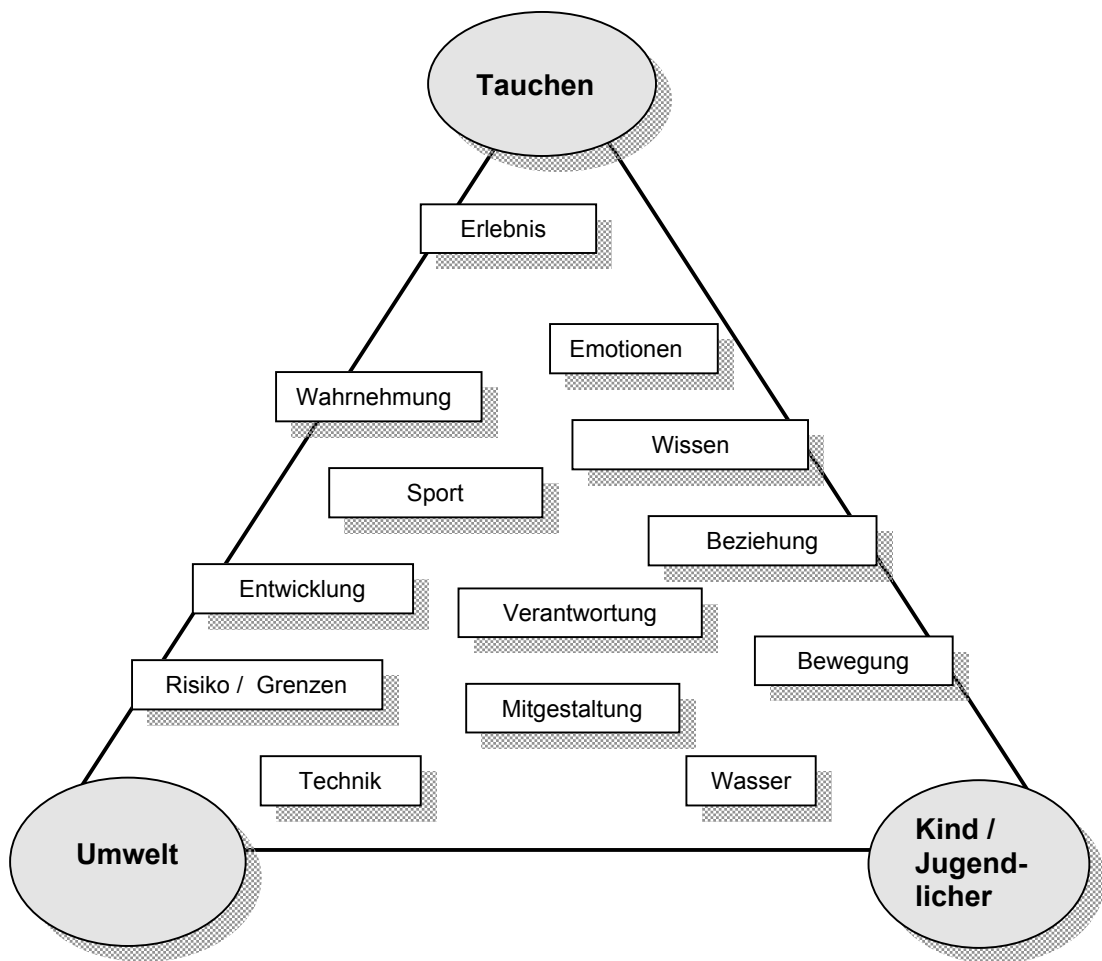 Tauchen
Erlebnis
Emotionen
Wahrnehmung
Wissen
Sport
Beziehung
Entwicklung
Verantwortung
Bewegung
Risiko / Grenzen
Mitgestaltung
Technik
Wasser
Umwelt
Kind /
Jugend-
licher